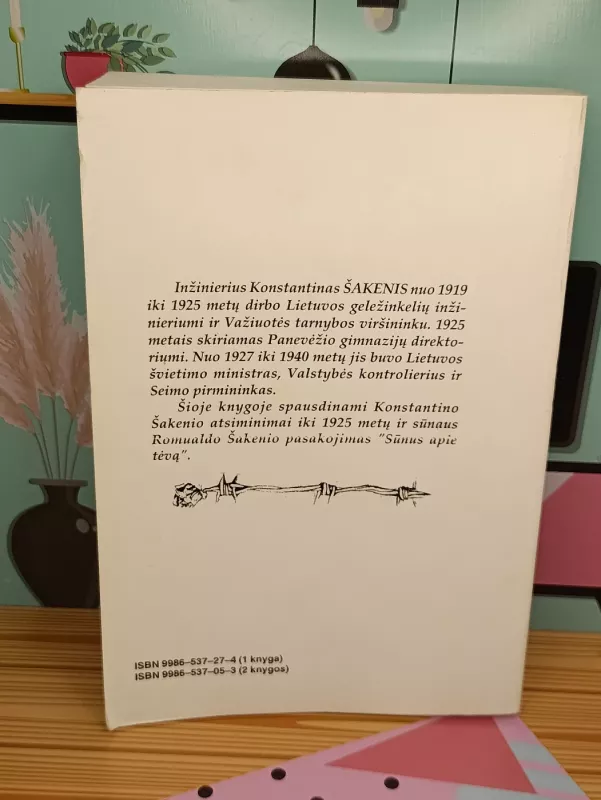 Inžinierius Konstantinas ŠAKENIS nuo 1919
iki 1925 metų dirbo Lietuvos geležinkelių inži-
nieriumi ir Važiuotės tarnybos viršininku. 1925
metais skiriamas Panevėžio gimnazijų direkto-
riumi. Nuo 1927 iki 1940 metų jis buvo Lietuvos
švietimo ministras, Valstybės kontrolierius ir
Seimo pirmininkas.
Šioje knygoje spausdinami Konstantino
Šakenio atsiminimai iki 1925 metų ir sūnaus
Romualdo Šakenio pasakojimas "Sūnus apie
tėvą".
ISBN 9986-537-27-4 (1 knyga)
ISBN 9986-537-05-3 (2 knygos)